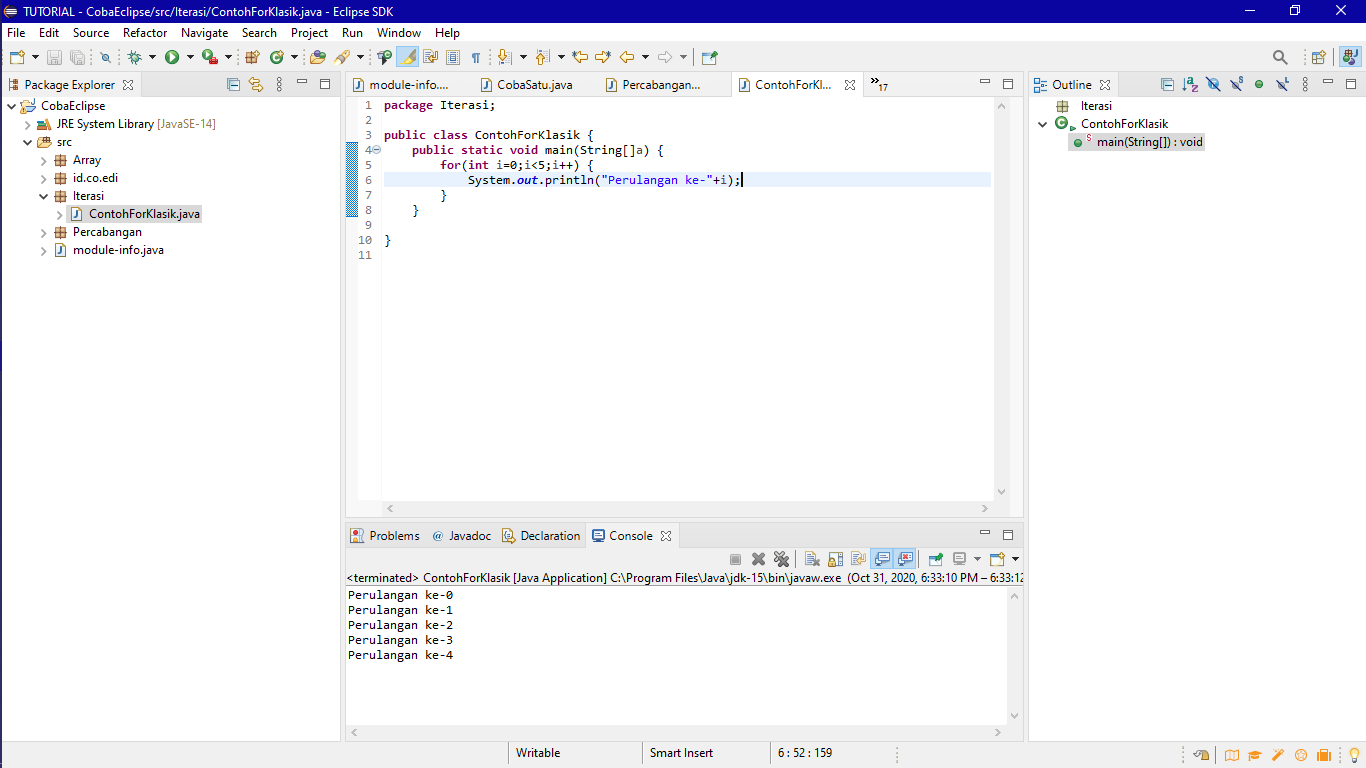 TUTORIAL - CobaEclipse/src/Iterasi/ContohForKlasik.java - Eclipse SDK
File Edit Source Refactor Navigate Search Project Run Window Help
Package Explorer
CobaEclipse
JRE System Library [JavaSE-14]
src
Array
id.co.edi
Iterasi
ContohForKlasik.java
Percabangan
module-info.java
module-info.... CobaSatu.java Percabangan... ContohForKl... »17
1 package Iterasi;
2
3 public class ContohForKlasik {
4 public static void main(String[]a) {
5 for(int i=0;i<5;i++) {
6 System.out.println("Perulangan ke-"+i);
7 }
8 }
9
10 }
11
Outline
Iterasi
ContohForKlasik
main(String[]) : void
Problems @ Javadoc Declaration Console
<terminated> ContohForKlasik [Java Application] C:\Program Files\Java\jdk-15\bin\javaw.exe (Oct 31, 2020, 6:33:10 PM – 6:33:12
Perulangan ke-0
Perulangan ke-1
Perulangan ke-2
Perulangan ke-3
Perulangan ke-4
Writable Smart Insert 6 : 52 : 159